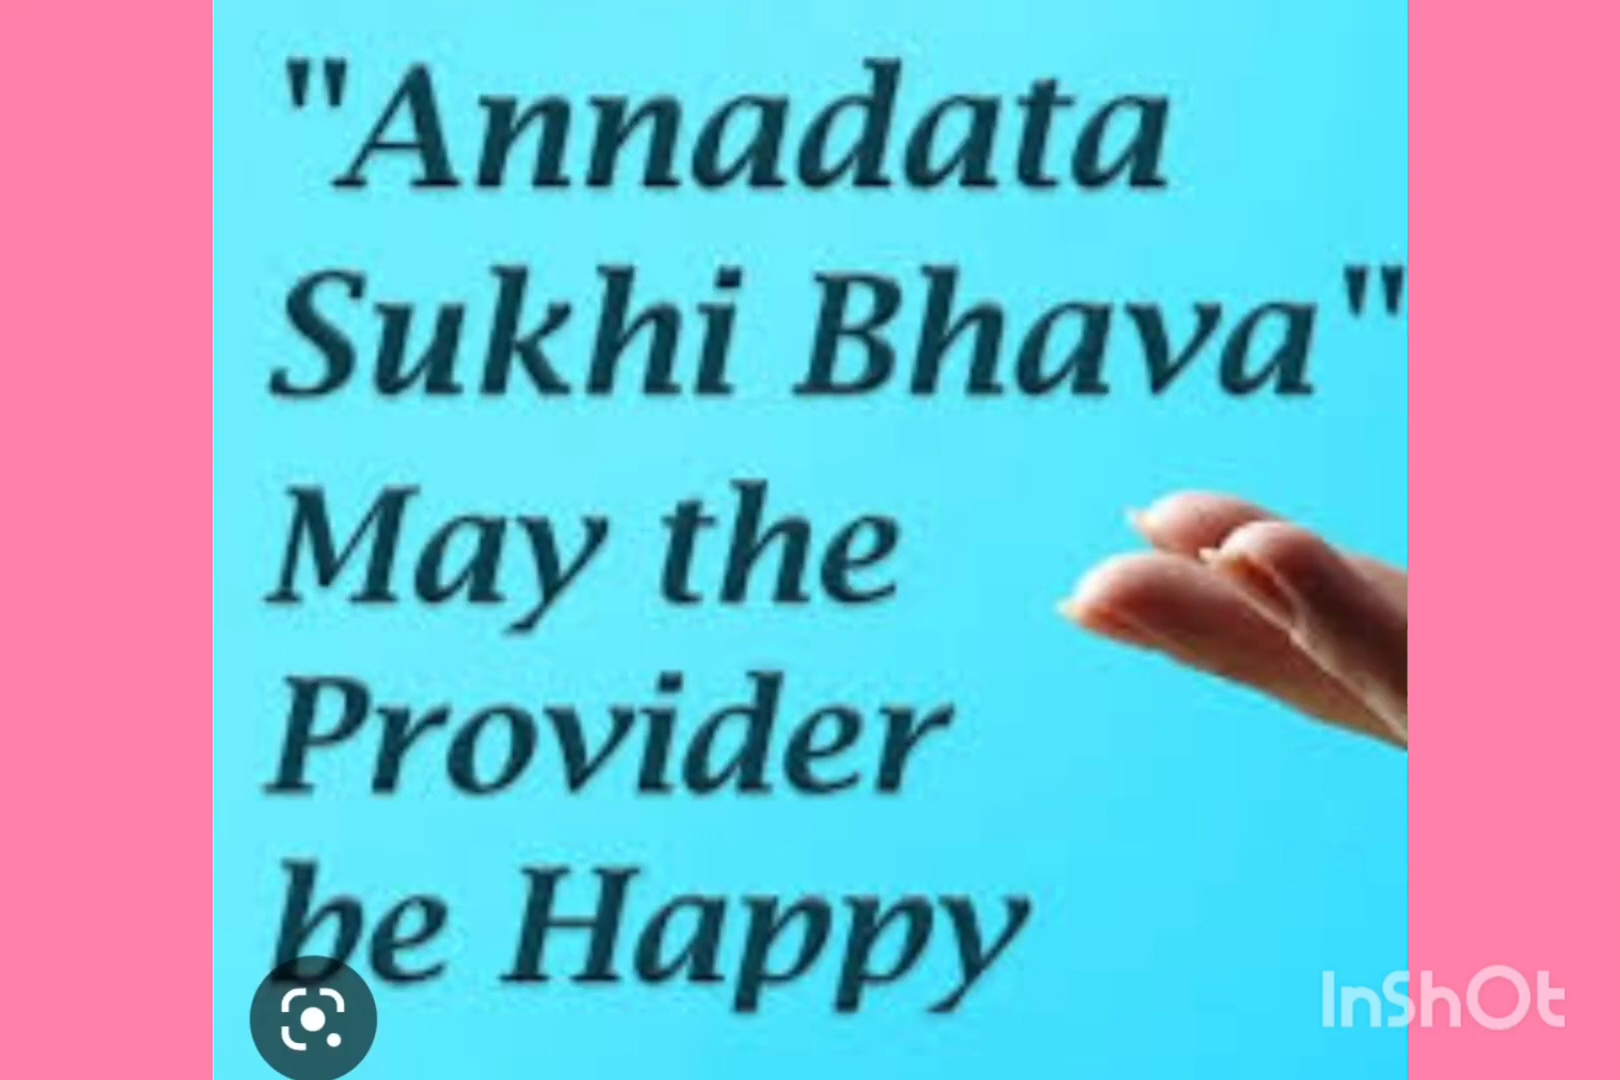 "Annadata
Sukhi Bhava"
May the
Provider
be Happy
InShOt